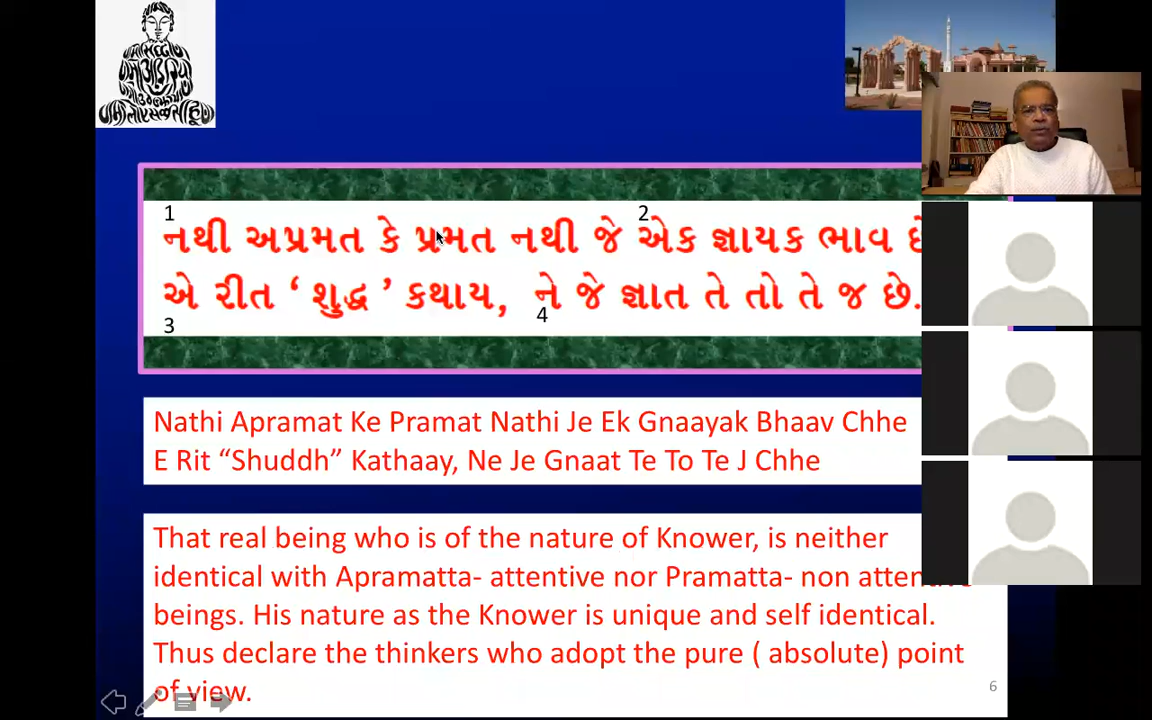 1
2
નથી અપ્રમત કે પ્રમત નથી જે એક જ્ઞાયક ભાવ
એ રીત ‘ શુદ્ધ ’ કથાય, ને જે જ્ઞાત તે તો તે જ છે.
3
4
Nathi Apramat Ke Pramat Nathi Je Ek Gnaayak Bhaav Chhe
E Rit “Shuddh” Kathaay, Ne Je Gnaat Te To Te J Chhe
That real being who is of the nature of Knower, is neither
identical with Apramatta- attentive nor Pramatta- non attentive
beings. His nature as the Knower is unique and self identical.
Thus declare the thinkers who adopt the pure ( absolute) point
of view.
6